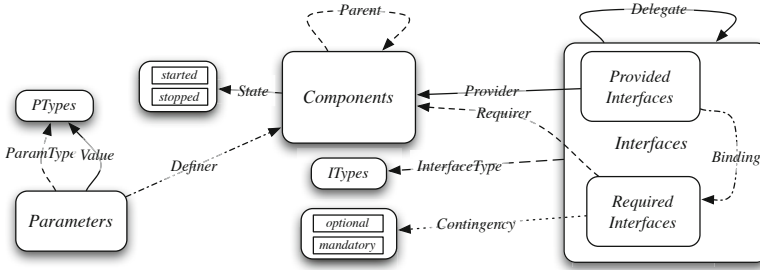 Parent
Delegate
started
stopped
State
Components
Provider
Provided
Interfaces
Requirer
PTypes
ParamType
Value
Definer
Interfaces
Binding
ITypes
InterfaceType
Parameters
optional
mandatory
Contingency
Required
Interfaces